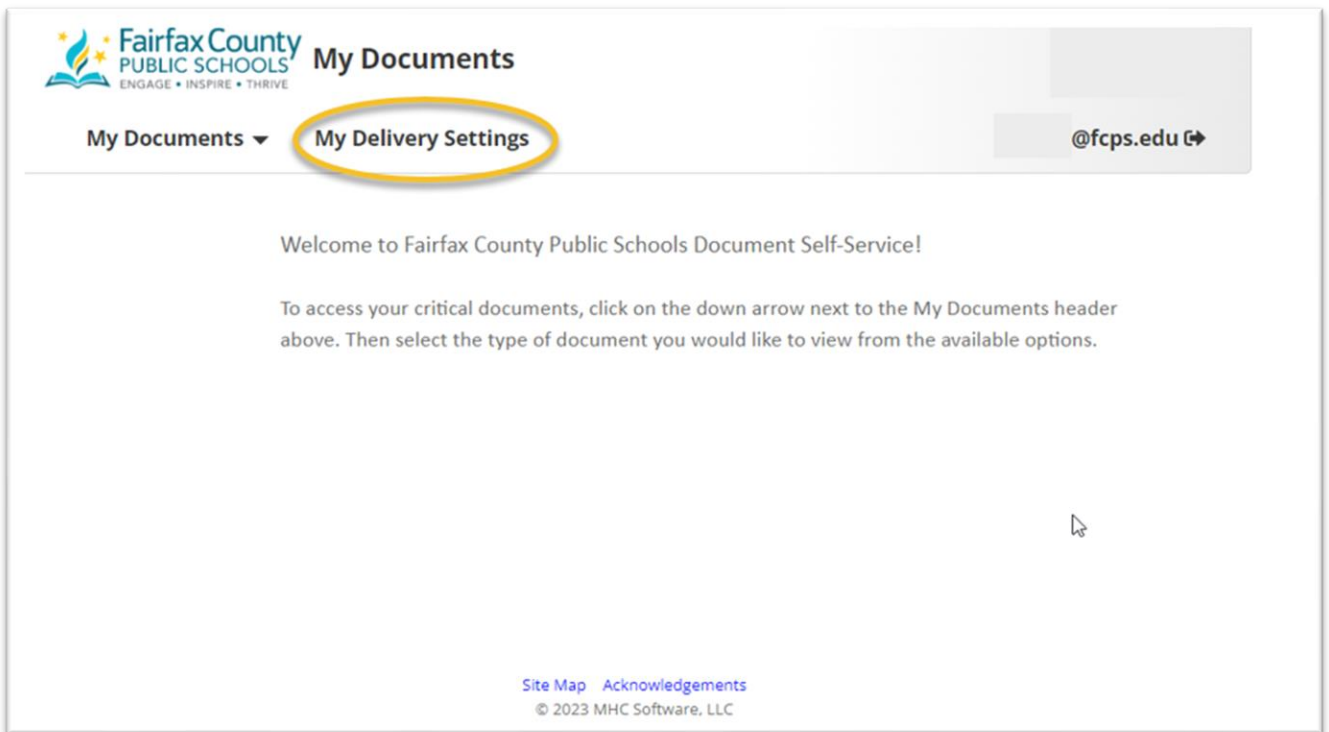 Fairfax County
PUBLIC SCHOOLS
ENGAGE • INSPIRE • THRIVE
My Documents
My Documents My Delivery Settings @fcps.edu
Welcome to Fairfax County Public Schools Document Self-Service!
To access your critical documents, click on the down arrow next to the My Documents header
above. Then select the type of document you would like to view from the available options.
Site Map Acknowledgements
© 2023 MHC Software, LLC